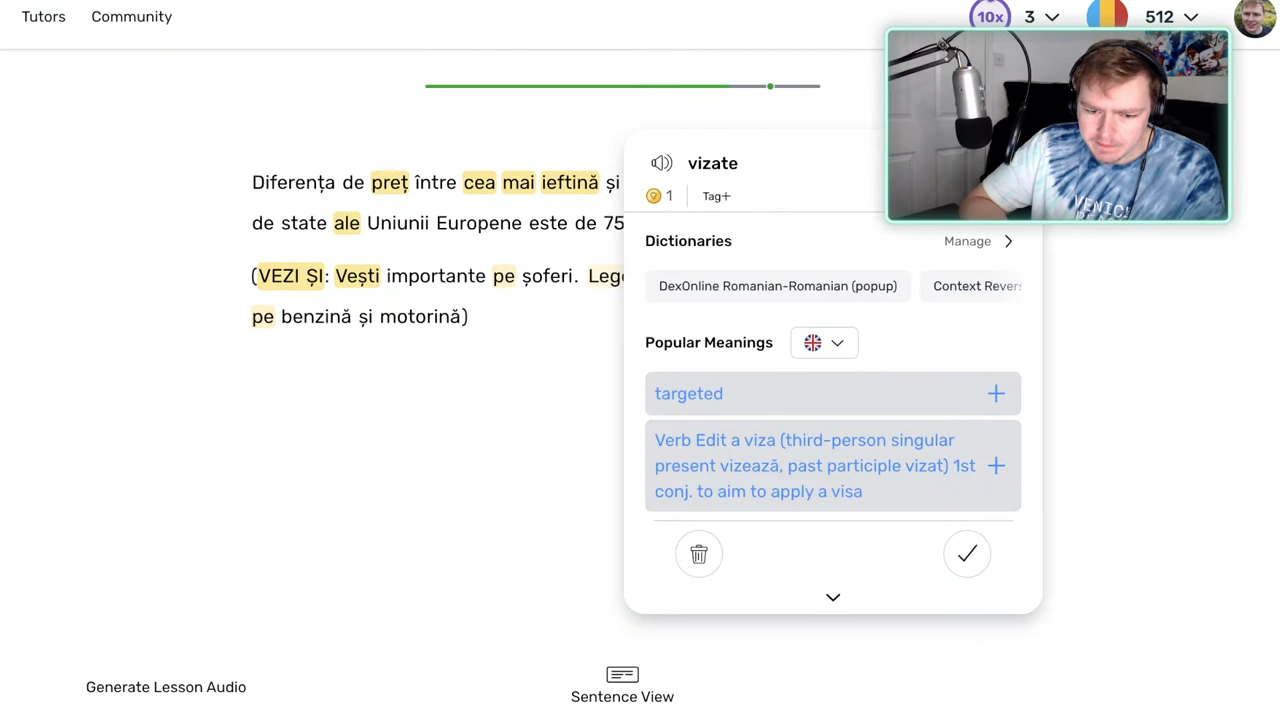 Tutors Community 10x 3 512
vizate
1 Tag+
Diferența de preț între cea mai ieftină și
de state ale Uniunii Europene este de 75
(VEZI ȘI: Vești importante pe șoferi. Lege
pe benzină și motorină)
Dictionaries Manage
DexOnline Romanian-Romanian (popup) Context Revers
Popular Meanings
targeted
Verb Edit a viza (third-person singular
present vizează, past participle vizat) 1st
conj. to aim to apply a visa
Generate Lesson Audio
Sentence View
VENICE